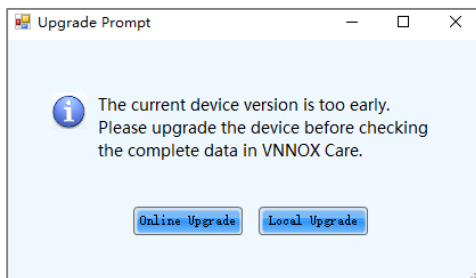 Upgrade Prompt
The current device version is too early.
Please upgrade the device before checking
the complete data in VNNOX Care.
Online Upgrade Local Upgrade